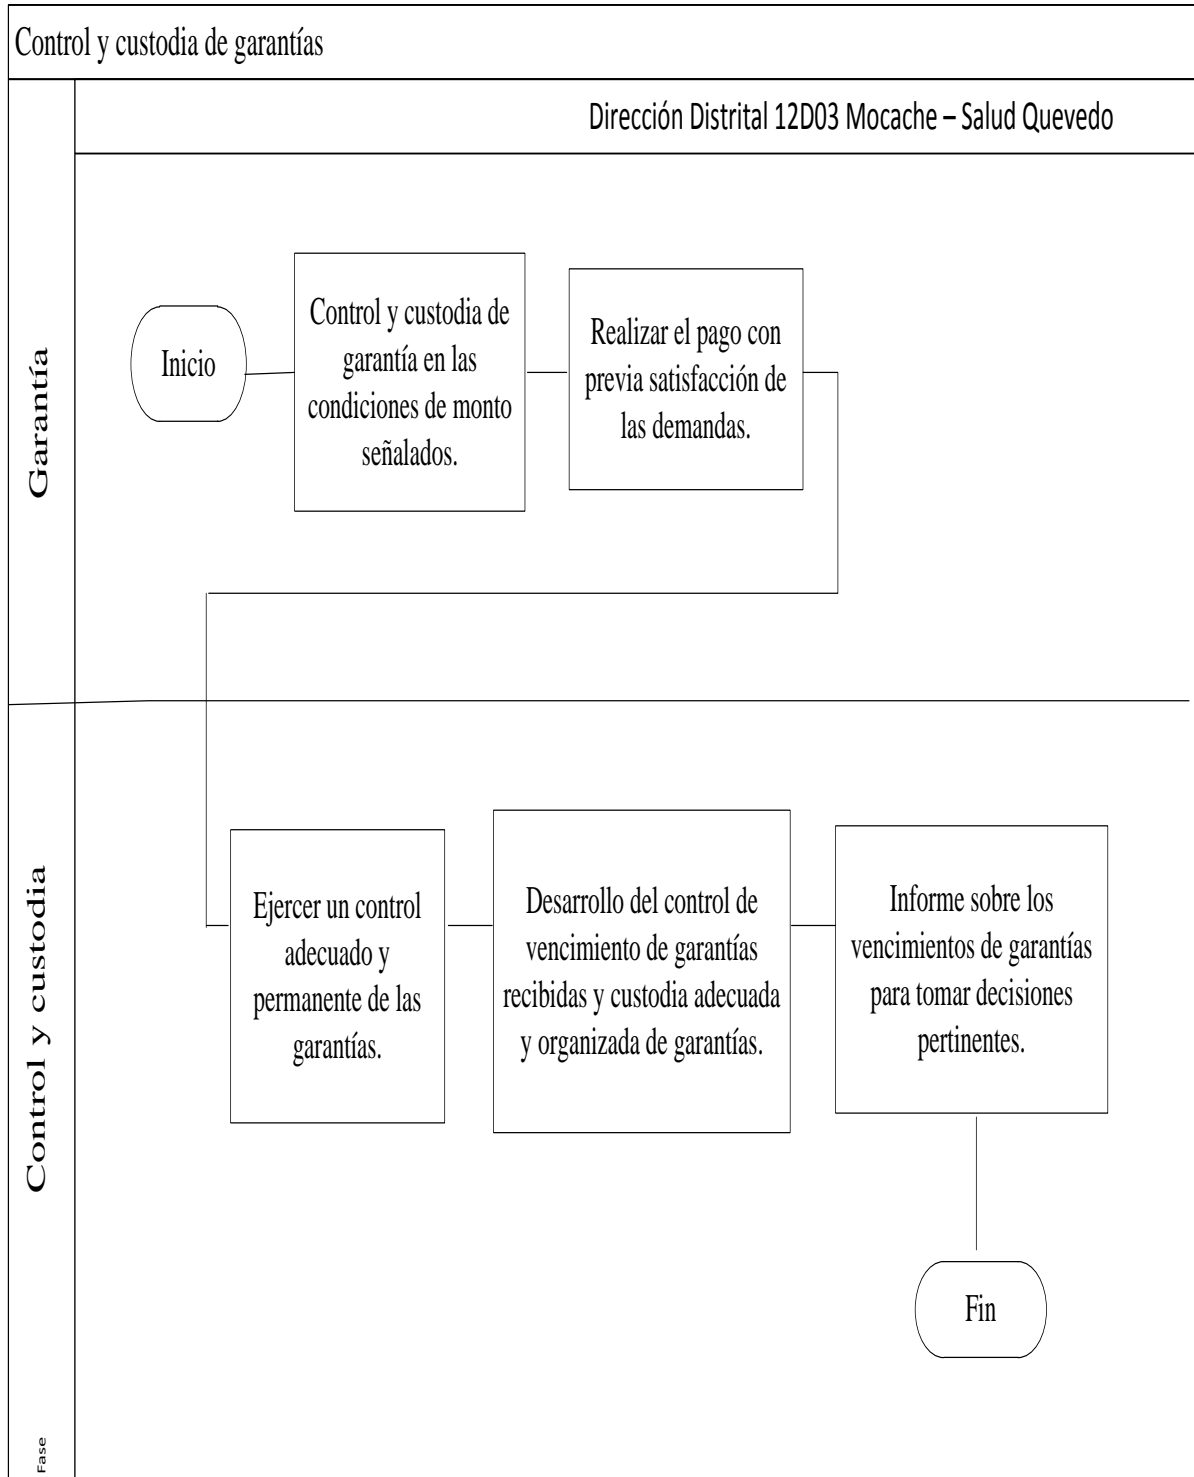 Control y custodia de garantías
Dirección Distrital 12D03 Mocache – Salud Quevedo
Garantía
Inicio
Control y custodia de
garantía en las
condiciones de monto
señalados.
Realizar el pago con
previa satisfacción de
las demandas.
Control y custodia
Ejercer un control
adecuado y
permanente de las
garantías.
Desarrollo del control de
vencimiento de garantías
recibidas y custodia adecuada
y organizada de garantías.
Informe sobre los
vencimientos de garantías
para tomar decisiones
pertinentes.
Fin
Fase